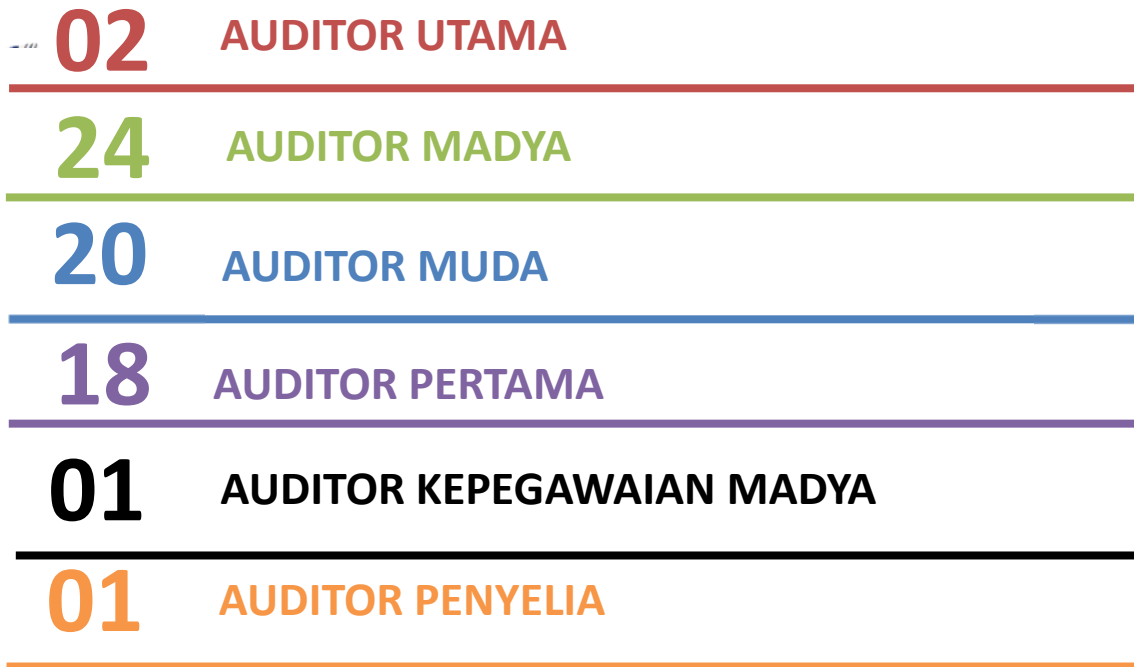 02 AUDITOR UTAMA
24 AUDITOR MADYA
20 AUDITOR MUDA
18 AUDITOR PERTAMA
01 AUDITOR KEPEGAWAIAN MADYA
01 AUDITOR PENYELIA